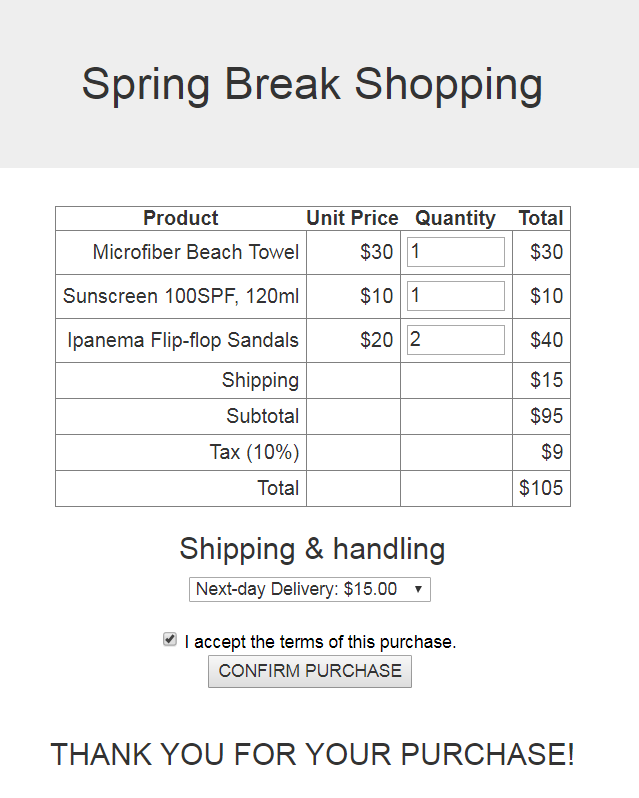 Spring Break Shopping
Product Unit Price Quantity Total
Microfiber Beach Towel $30 1 $30
Sunscreen 100SPF, 120ml $10 1 $10
Ipanema Flip-flop Sandals $20 2 $40
Shipping $15
Subtotal $95
Tax (10%) $9
Total $105
Shipping & handling
Next-day Delivery: $15.00
I accept the terms of this purchase.
CONFIRM PURCHASE
THANK YOU FOR YOUR PURCHASE!